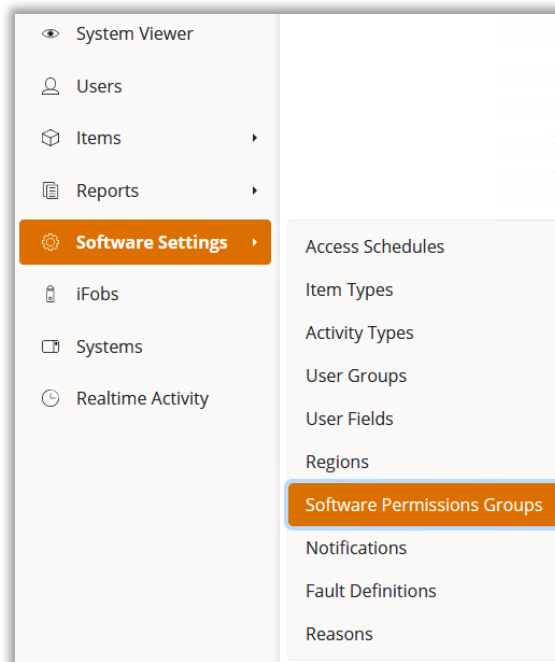 System Viewer
Users
Items
Reports
Software Settings
iFobs
Systems
Realtime Activity
Access Schedules
Item Types
Activity Types
User Groups
User Fields
Regions
Software Permissions Groups
Notifications
Fault Definitions
Reasons